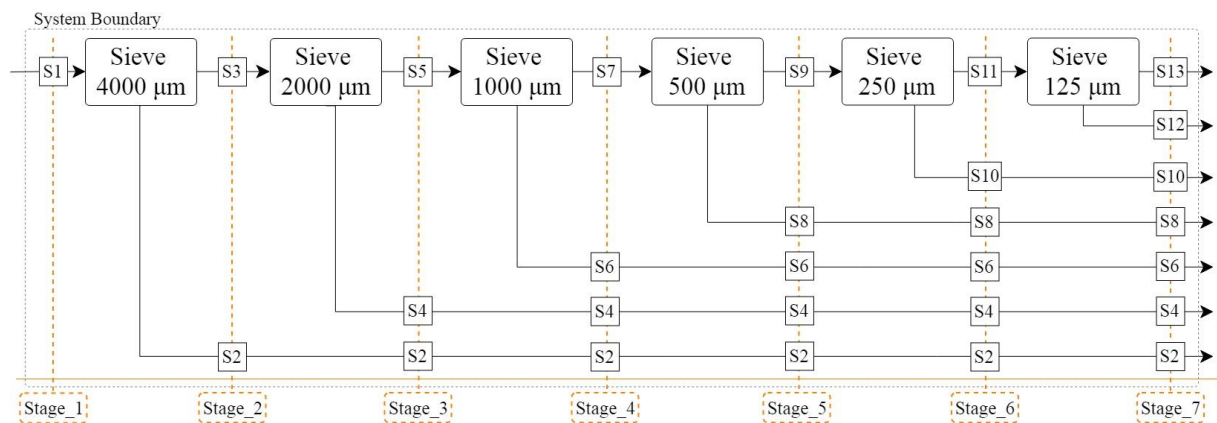 System Boundary
S1
Sieve
4000 μm
S3
Sieve
2000 μm
S5
Sieve
1000 μm
S7
Sieve
500 μm
S9
Sieve
250 μm
S11
Sieve
125 μm
S13
S12
S10
S10
S8
S8
S8
S6
S6
S6
S6
S4
S4
S4
S4
S4
S2
S2
S2
S2
S2
S2
Stage_1
Stage_2
Stage_3
Stage_4
Stage_5
Stage_6
Stage_7